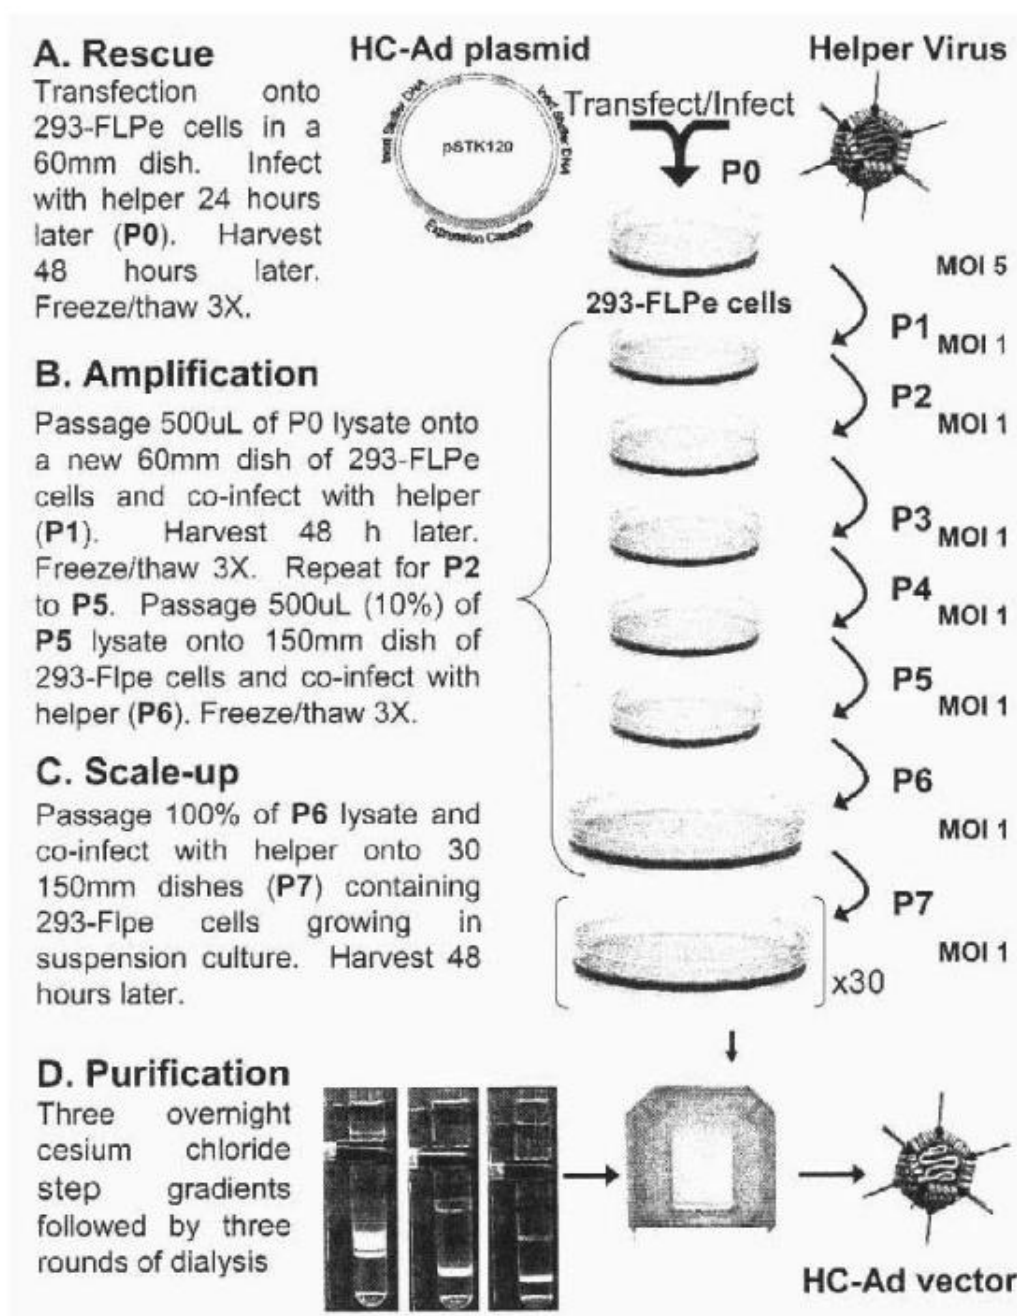 A. Rescue
Transfection onto
293-FLPe cells in a
60mm dish. Infect
with helper 24 hours
later (P0). Harvest
48 hours later.
Freeze/thaw 3X.
HC-Ad plasmid
Stuffer DNA
Stuffer DNA
pSTK120
Expression Cassette
Transfect/Infect
P0
Helper Virus
293-FLPe cells
MOI 5
P1
MOI 1
P2
MOI 1
P3
MOI 1
P4
MOI 1
P5
MOI 1
P6
MOI 1
P7
MOI 1
x30
B. Amplification
Passage 500uL of P0 lysate onto
a new 60mm dish of 293-FLPe
cells and co-infect with helper
(P1). Harvest 48 h later.
Freeze/thaw 3X. Repeat for P2
to P5. Passage 500uL (10%) of
P5 lysate onto 150mm dish of
293-Flpe cells and co-infect with
helper (P6). Freeze/thaw 3X.
C. Scale-up
Passage 100% of P6 lysate and
co-infect with helper onto 30
150mm dishes (P7) containing
293-Flpe cells growing in
suspension culture. Harvest 48
hours later.
D. Purification
Three overnight
cesium chloride
step gradients
followed by three
rounds of dialysis
HC-Ad vector